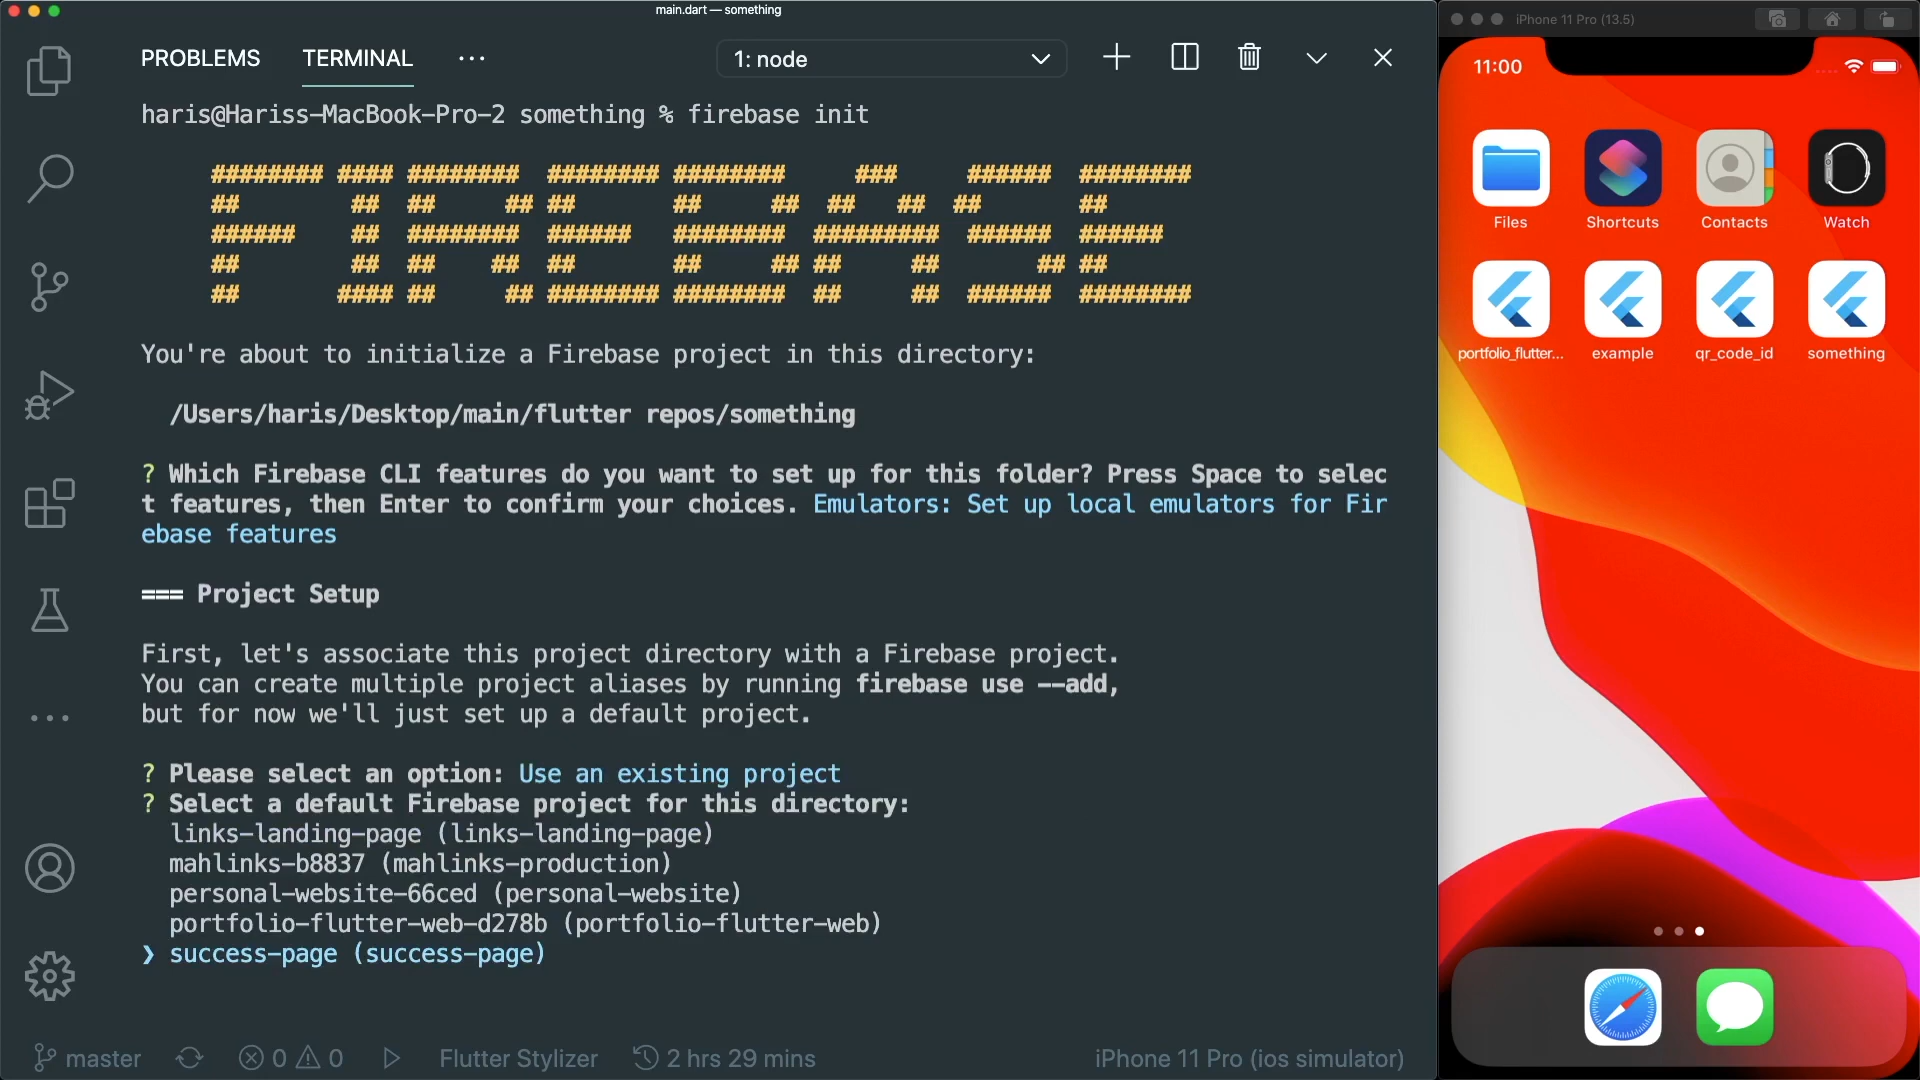 main.dart — something
PROBLEMS
TERMINAL
1: node
haris@Hariss-MacBook-Pro-2 something % firebase init
######## #### ######## ######## ########     ###     ###### ########
##        ## ##     ## ##       ##     ##  ##   ##  ##       ##
######    ## ######## ######   ######## ######### ###### ######
##        ## ##    ## ##       ##     ## ##     ##       ## ##
##       #### ##     ## ######## ######## ##     ## ###### ########
You're about to initialize a Firebase project in this directory:
/Users/haris/Desktop/main/flutter repos/something
? Which Firebase CLI features do you want to set up for this folder? Press Space to selec
t features, then Enter to confirm your choices. Emulators: Set up local emulators for Fir
ebase features
=== Project Setup
First, let's associate this project directory with a Firebase project.
You can create multiple project aliases by running firebase use --add,
but for now we'll just set up a default project.
? Please select an option: Use an existing project
? Select a default Firebase project for this directory:
links-landing-page (links-landing-page)
mahlinks-b8837 (mahlinks-production)
personal-website-66ced (personal-website)
portfolio-flutter-web-d278b (portfolio-flutter-web)
❯ success-page (success-page)
master
0
0
Flutter Stylizer
2 hrs 29 mins
iPhone 11 Pro (ios simulator)
iPhone 11 Pro (13.5)
11:00
Files
Shortcuts
Contacts
Watch
portfolio_flutter...
example
qr_code_id
something